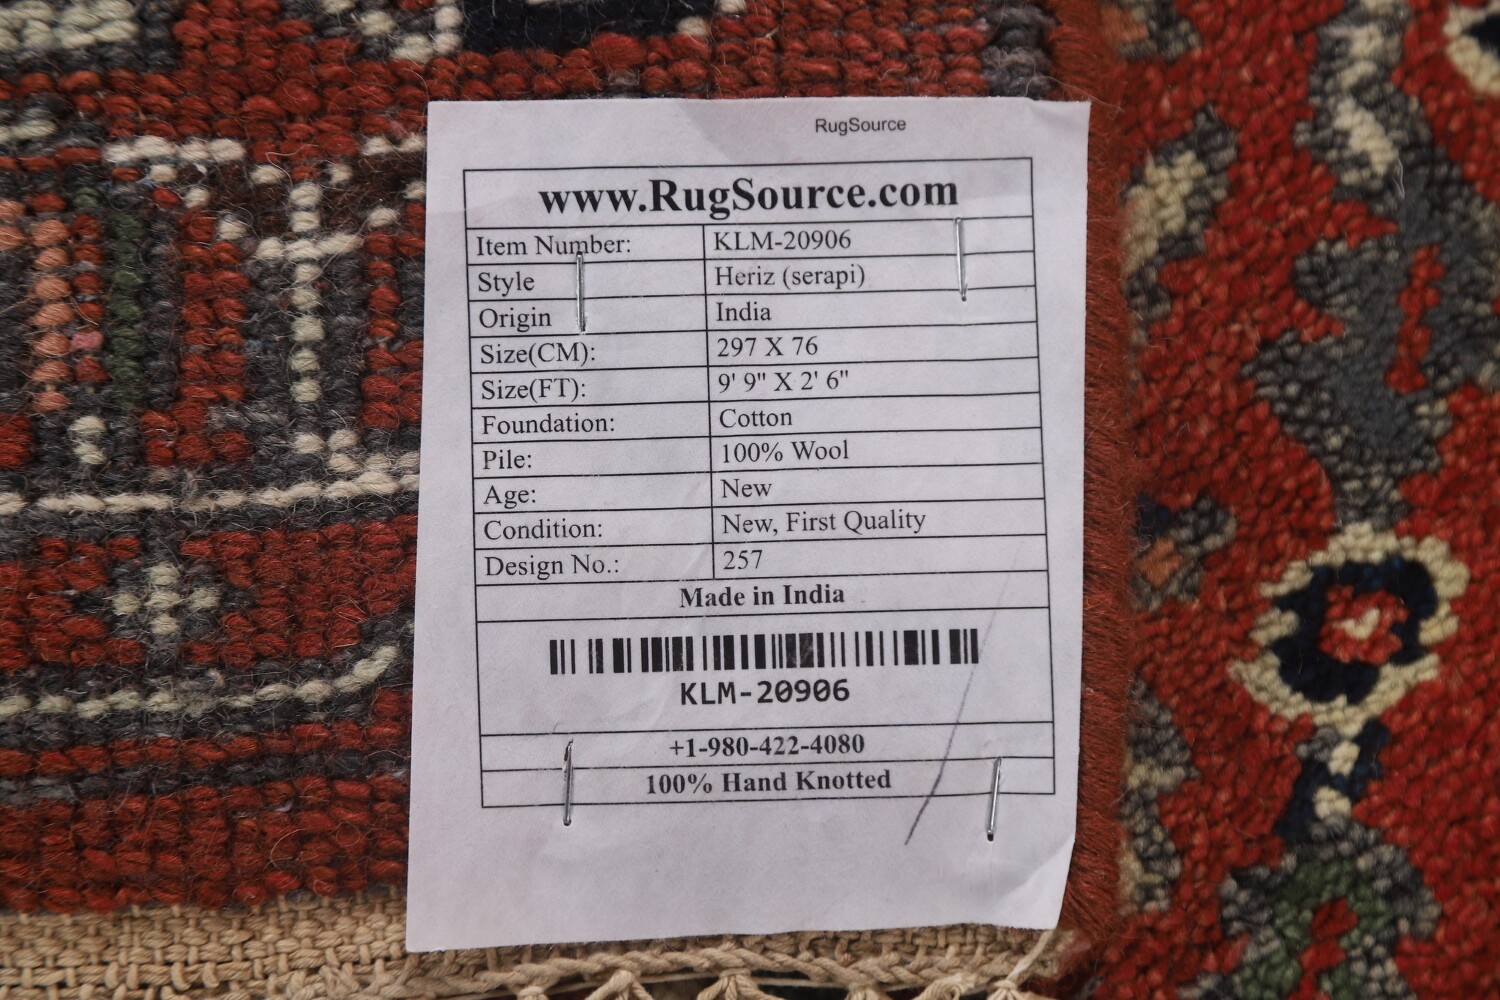 RugSource
www.RugSource.com
Item Number: KLM-20906
Style Heriz (serapi)
Origin India
Size(CM): 297 X 76
Size(FT): 9' 9" X 2' 6"
Foundation: Cotton
Pile: 100% Wool
Age: New
Condition: New, First Quality
Design No.: 257
Made in India
KLM-20906
+1-980-422-4080
100% Hand Knotted